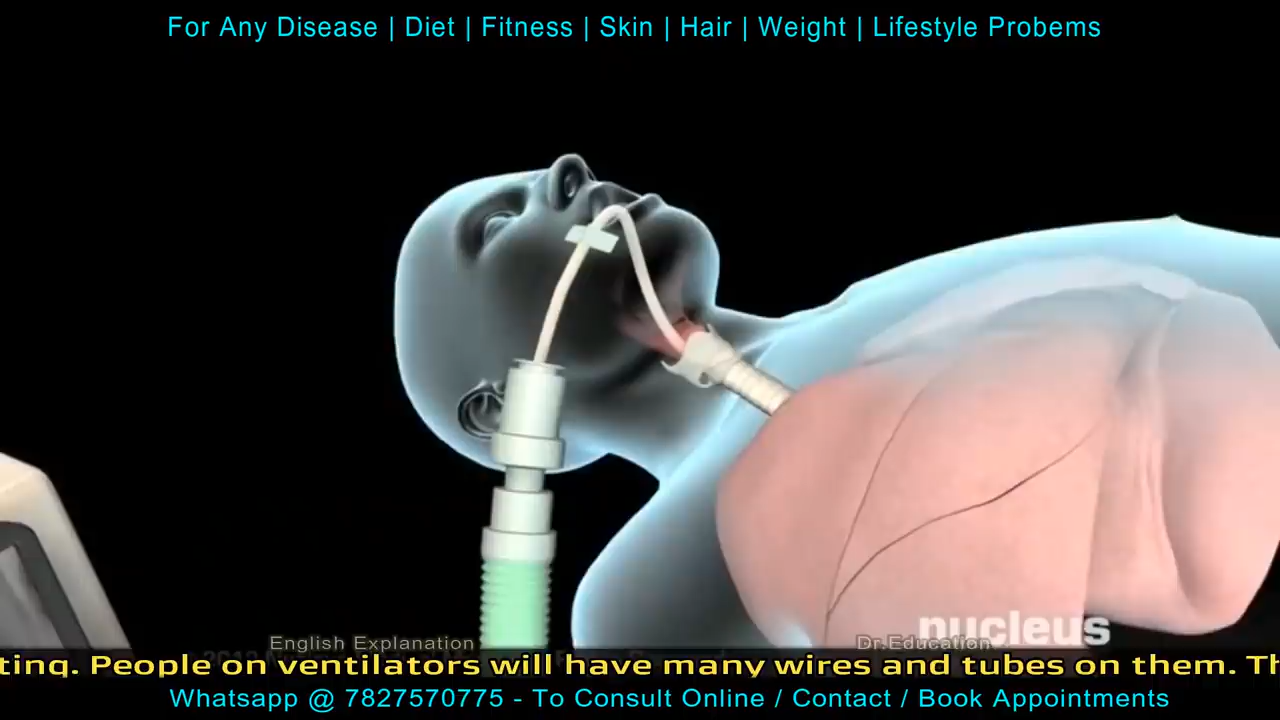 For Any Disease | Diet | Fitness | Skin | Hair | Weight | Lifestyle Probems
nucleus
English Explanation
Dr.Education
ting. People on ventilators will have many wires and tubes on them. Th
Whatsapp @ 7827570775 - To Consult Online / Contact / Book Appointments